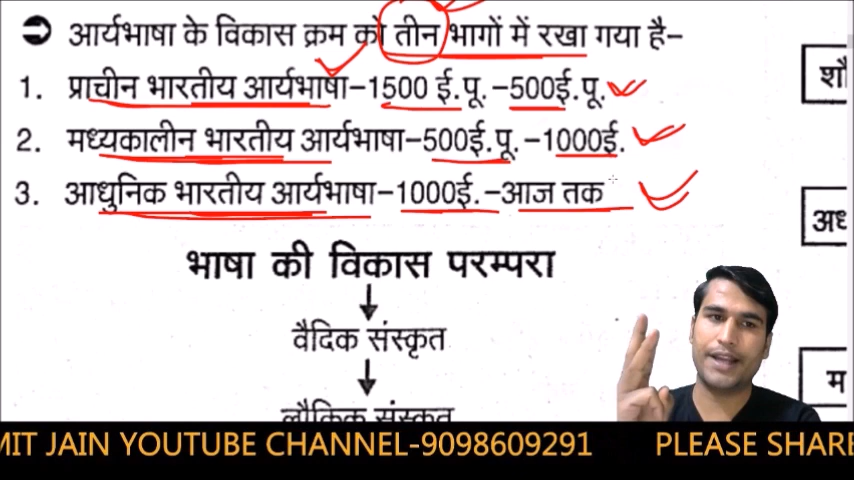 आर्यभाषा के विकास क्रम को तीन भागों में रखा गया है–
1. प्राचीन भारतीय आर्यभाषा–1500 ई.पू.–500ई.पू.
2. मध्यकालीन भारतीय आर्यभाषा–500ई.पू.–1000ई.
3. आधुनिक भारतीय आर्यभाषा–1000ई.–आज तक
भाषा की विकास परम्परा
वैदिक संस्कृत
लौकिक संस्कृत
शौ
अध
म
MIT JAIN YOUTUBE CHANNEL-9098609291 PLEASE SHARE